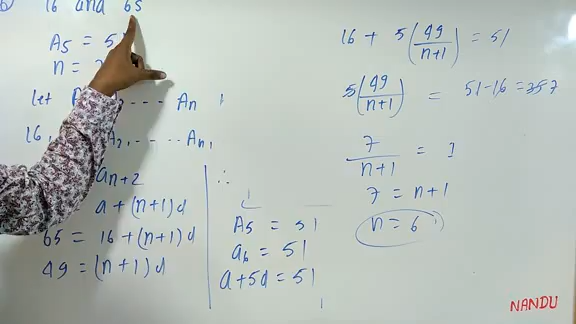 16 and 65
A5 = 5
n = ?
let
16, A2, --- An,
an+2
a + (n+1)d
65 = 16 + (n+1)d
49 = (n+1)d
∴
A5 = 51
a6 = 51
a + 5d = 51
16 + 5(49/(n+1)) = 51
5(49/(n+1)) = 51-16 = 357
7/(n+1) = 1
7 = n+1
n = 6
NANDU